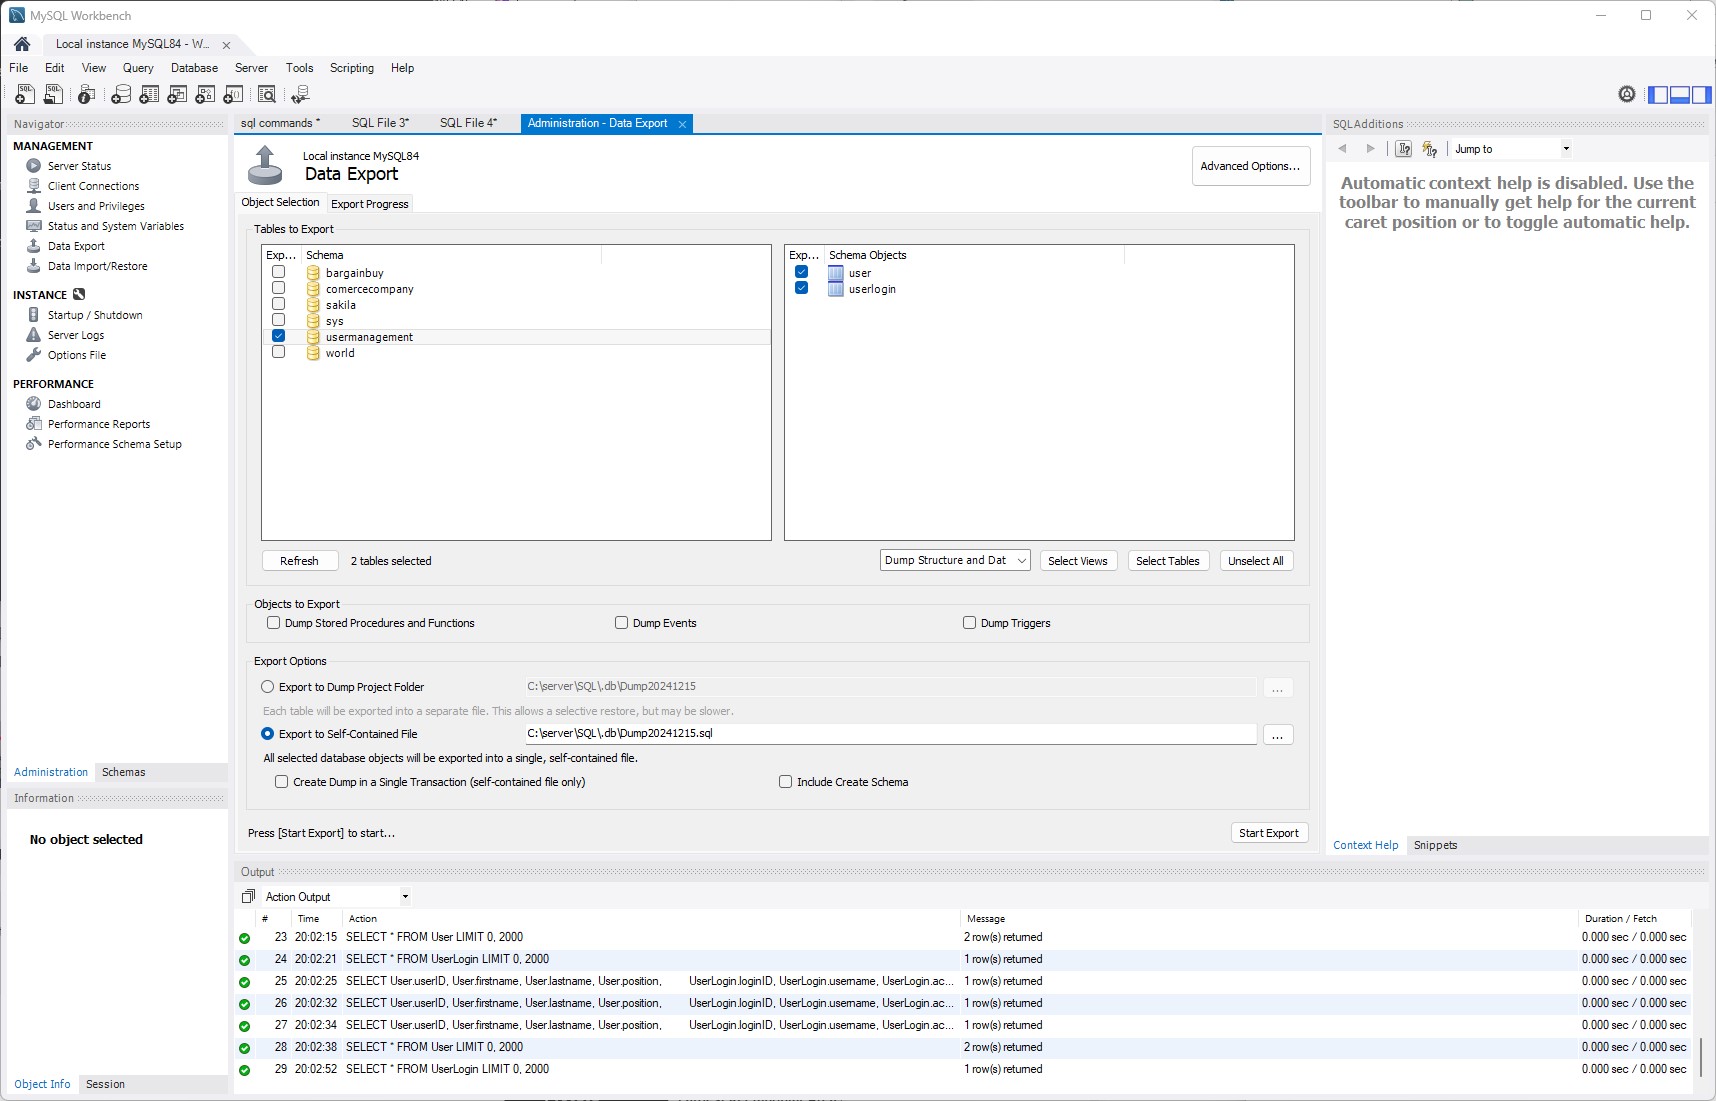 MySQL Workbench
Local instance MySQL84 - W...
File Edit View Query Database Server Tools Scripting Help
Navigator
MANAGEMENT
Server Status
Client Connections
Users and Privileges
Status and System Variables
Data Export
Data Import/Restore
INSTANCE
Startup / Shutdown
Server Logs
Options File
PERFORMANCE
Dashboard
Performance Reports
Performance Schema Setup
Administration Schemas
Information
No object selected
Object Info Session
sql commands * SQL File 3* SQL File 4* Administration - Data Export
Local instance MySQL84
Data Export
Advanced Options...
Object Selection Export Progress
Tables to Export
Exp... Schema
bargainbuy
comercecompany
sakila
sys
usermanagement
world
Exp... Schema Objects
user
userlogin
Refresh 2 tables selected Dump Structure and Dat Select Views Select Tables Unselect All
Objects to Export
Dump Stored Procedures and Functions Dump Events Dump Triggers
Export Options
Export to Dump Project Folder C:\server\SQL\.db\Dump20241215 ...
Each table will be exported into a separate file. This allows a selective restore, but may be slower.
Export to Self-Contained File C:\server\SQL\.db\Dump20241215.sql ...
All selected database objects will be exported into a single, self-contained file.
Create Dump in a Single Transaction (self-contained file only) Include Create Schema
Press [Start Export] to start... Start Export
SQLAdditions
Jump to
Automatic context help is disabled. Use the
toolbar to manually get help for the current
caret position or to toggle automatic help.
Context Help Snippets
Output
Action Output
# Time Action Message Duration / Fetch
23 20:02:15 SELECT * FROM User LIMIT 0, 2000 2 row(s) returned 0.000 sec / 0.000 sec
24 20:02:21 SELECT * FROM UserLogin LIMIT 0, 2000 1 row(s) returned 0.000 sec / 0.000 sec
25 20:02:25 SELECT User.userID, User.firstname, User.lastname, User.position, UserLogin.loginID, UserLogin.username, UserLogin.ac... 1 row(s) returned 0.000 sec / 0.000 sec
26 20:02:32 SELECT User.userID, User.firstname, User.lastname, User.position, UserLogin.loginID, UserLogin.username, UserLogin.ac... 1 row(s) returned 0.000 sec / 0.000 sec
27 20:02:34 SELECT User.userID, User.firstname, User.lastname, User.position, UserLogin.loginID, UserLogin.username, UserLogin.ac... 1 row(s) returned 0.000 sec / 0.000 sec
28 20:02:38 SELECT * FROM User LIMIT 0, 2000 2 row(s) returned 0.000 sec / 0.000 sec
29 20:02:52 SELECT * FROM UserLogin LIMIT 0, 2000 1 row(s) returned 0.000 sec / 0.000 sec